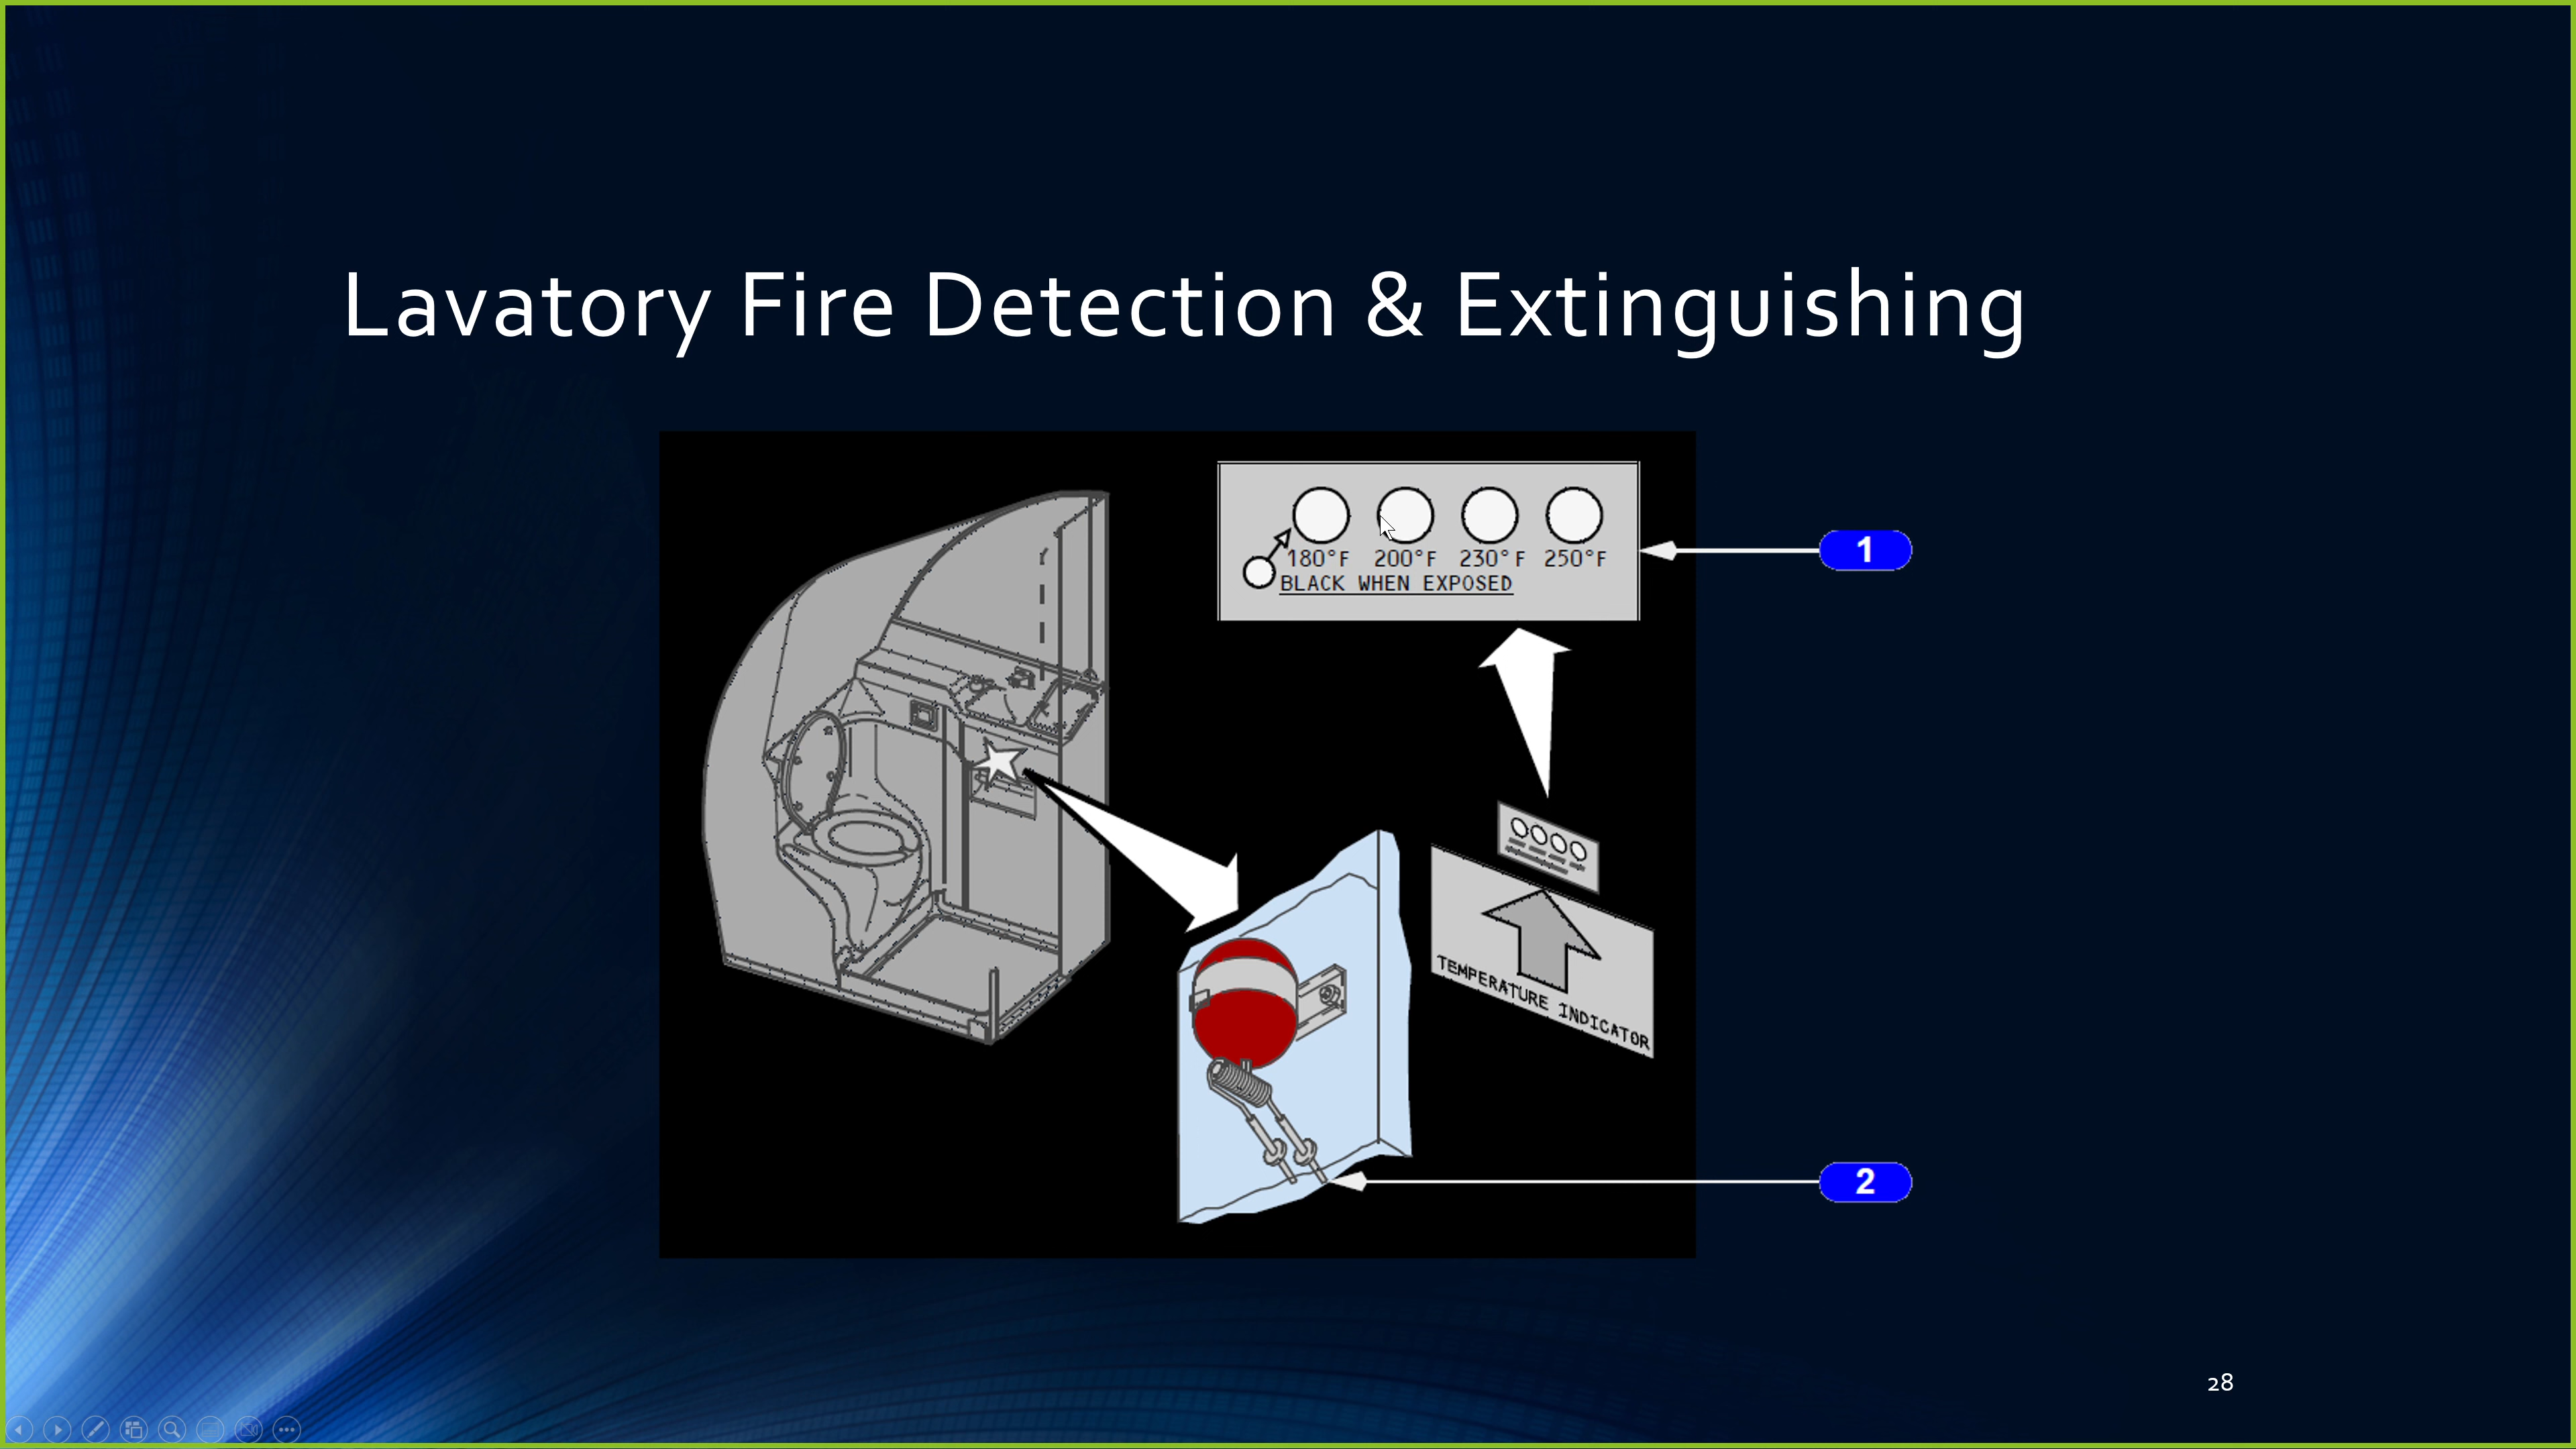 Lavatory Fire Detection & Extinguishing
180°F 200°F 230°F 250°F
BLACK WHEN EXPOSED
1
TEMPERATURE INDICATOR
2
28